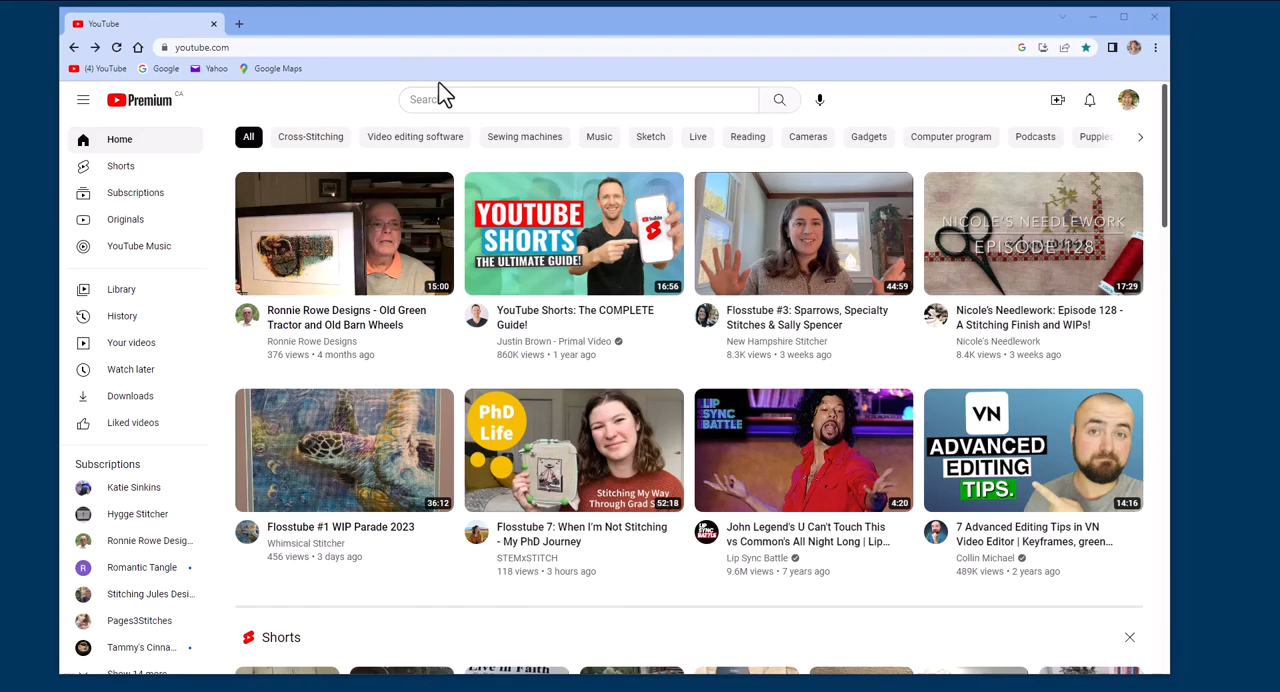 YouTube
youtube.com
(4) YouTube
Google
Yahoo
Google Maps
Premium CA
Searc
All
Cross-Stitching
Video editing software
Sewing machines
Music
Sketch
Live
Reading
Cameras
Gadgets
Computer program
Podcasts
Puppies
Home
Shorts
Subscriptions
Originals
YouTube Music
Library
History
Your videos
Watch later
Downloads
Liked videos
Subscriptions
Katie Sinkins
Hygge Stitcher
Ronnie Rowe Desig...
Romantic Tangle
Stitching Jules Desi...
Pages3Stitches
Tammy's Cinna...
Show 14 more
15:00
Ronnie Rowe Designs - Old Green
Tractor and Old Barn Wheels
Ronnie Rowe Designs
376 views • 4 months ago
YOUTUBE
SHORTS
THE ULTIMATE GUIDE!
16:56
YouTube Shorts: The COMPLETE
Guide!
Justin Brown - Primal Video
860K views • 1 year ago
44:59
Flosstube #3: Sparrows, Specialty
Stitches & Sally Spencer
New Hampshire Stitcher
8.3K views • 3 weeks ago
NICOLE'S NEEDLEWORK
EPISODE 128
17:29
Nicole's Needlework: Episode 128 -
A Stitching Finish and WIPs!
Nicole's Needlework
8.4K views • 3 weeks ago
36:12
Flosstube #1 WIP Parade 2023
Whimsical Stitcher
456 views • 3 days ago
PhD
Life
Stitching My Way
Through Grad S
52:18
Flosstube 7: When I'm Not Stitching
- My PhD Journey
STEMxSTITCH
118 views • 3 hours ago
LIP
SYNC
BATTLE
4:20
John Legend's U Can't Touch This
vs Common's All Night Long | Lip...
Lip Sync Battle
9.6M views • 7 years ago
VN
ADVANCED
EDITING
TIPS.
14:16
7 Advanced Editing Tips in VN
Video Editor | Keyframes, green...
Collin Michael
489K views • 2 years ago
Shorts
Live in Faith